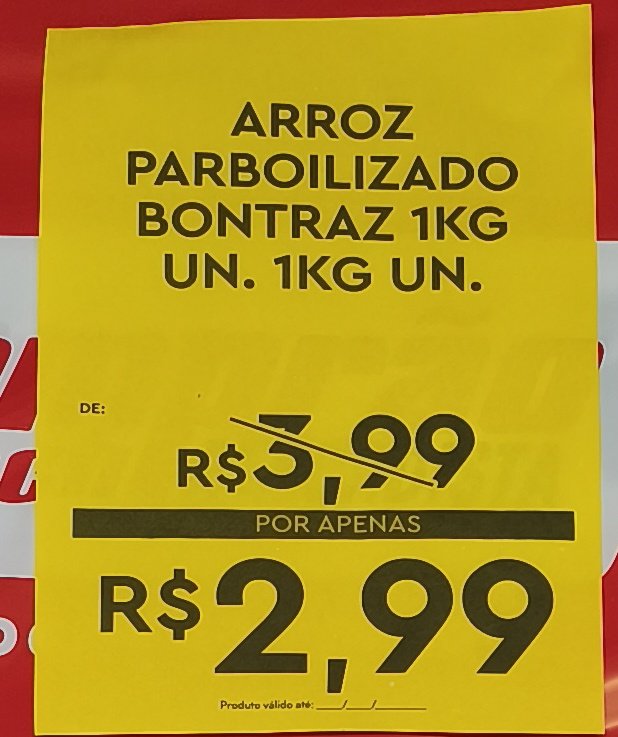 ARROZ
PARBOILIZADO
BONTRAZ 1KG
UN. 1KG UN.
DE:
R$3,99
POR APENAS
R$2,99
Produto válido até: ___/___/______